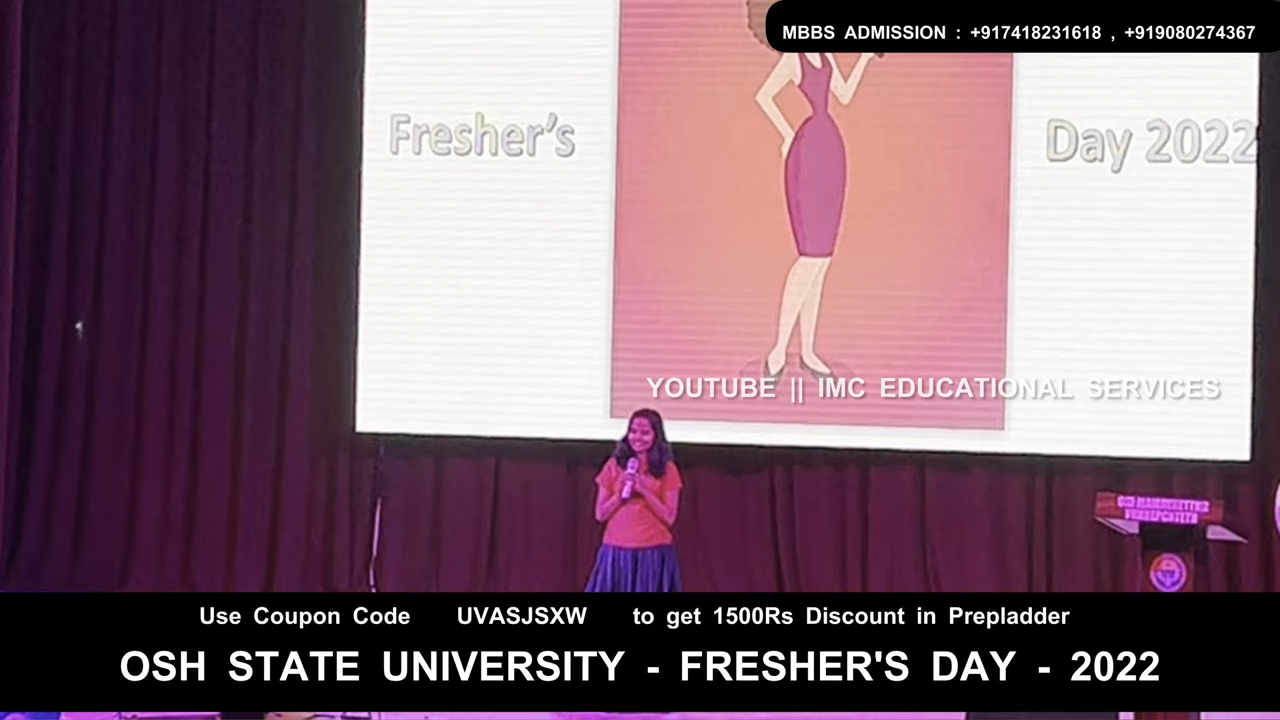 MBBS ADMISSION : +917418231618 , +919080274367
Fresher's
Day 2022
YOUTUBE || IMC EDUCATIONAL SERVICES
Use Coupon Code UVASJSXW to get 1500Rs Discount in Prepladder
OSH STATE UNIVERSITY - FRESHER'S DAY - 2022